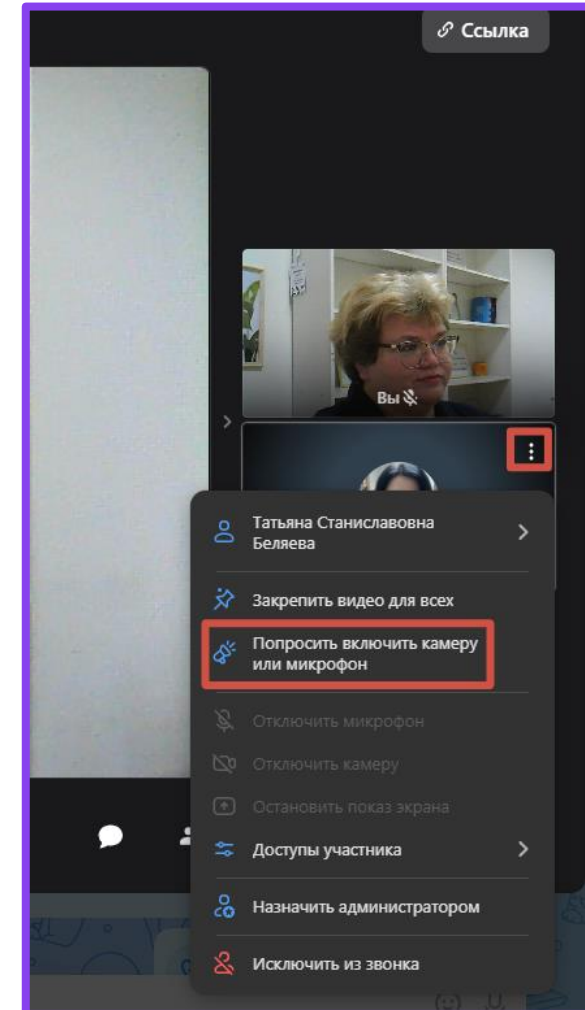 Ссылка
Вы
Татьяна Станиславовна
Беляева
Закрепить видео для всех
Попросить включить камеру
или микрофон
Отключить микрофон
Отключить камеру
Остановить показ экрана
Доступы участника
Назначить администратором
Исключить из звонка